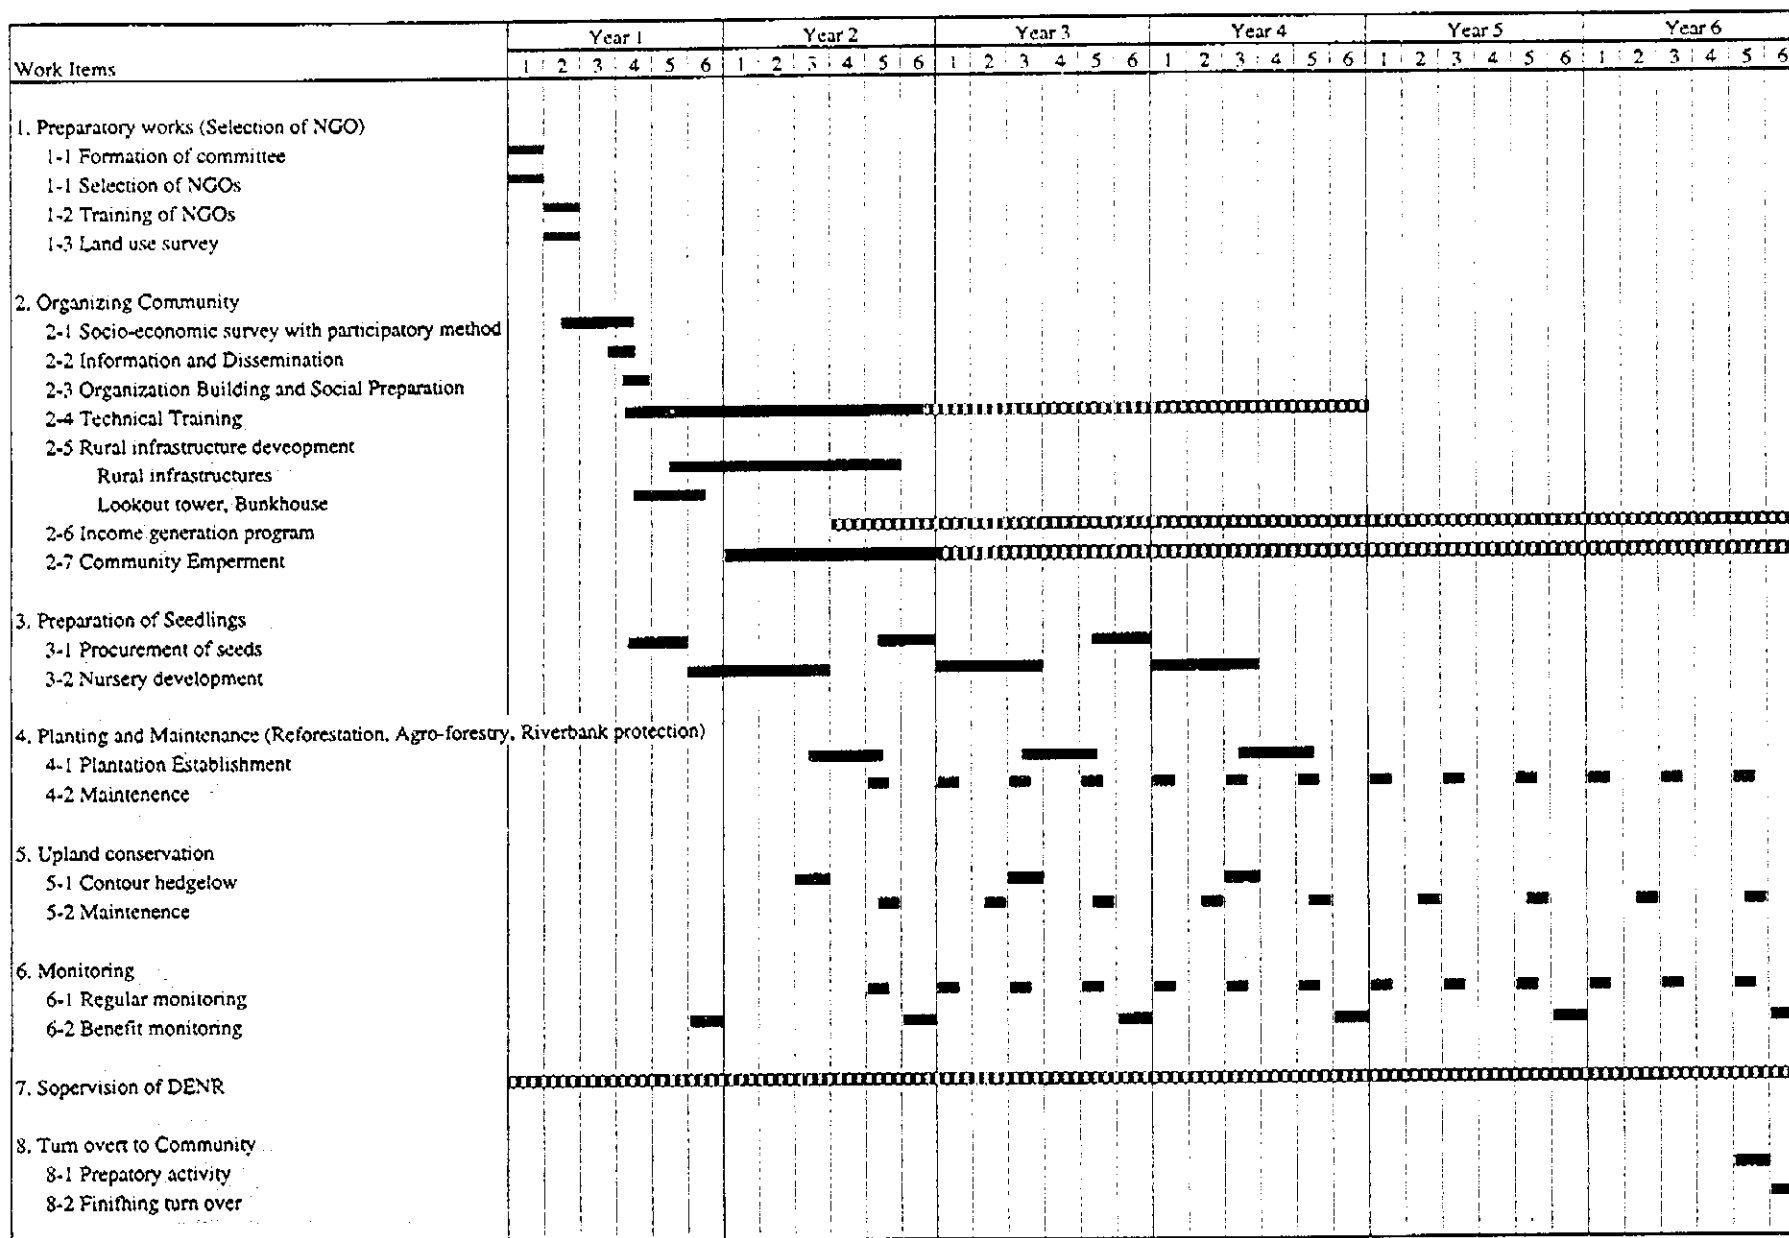 Year 1 Year 2 Year 3 Year 4 Year 5 Year 6
Work Items 1 2 3 4 5 6 1 2 3 4 5 6 1 2 3 4 5 6 1 2 3 4 5 6 1 2 3 4 5 6 1 2 3 4 5 6
1. Preparatory works (Selection of NGO)
1-1 Formation of committee
1-1 Selection of NGOs
1-2 Training of NGOs
1-3 Land use survey
2. Organizing Community
2-1 Socio-economic survey with participatory method
2-2 Information and Dissemination
2-3 Organization Building and Social Preparation
2-4 Technical Training
2-5 Rural infrastructure deveopment
Rural infrastructures
Lookout tower, Bunkhouse
2-6 Income generation program
2-7 Community Emperment
3. Preparation of Seedlings
3-1 Procurement of seeds
3-2 Nursery development
4. Planting and Maintenance (Reforestation, Agro-forestry, Riverbank protection)
4-1 Plantation Establishment
4-2 Maintenence
5. Upland conservation
5-1 Contour hedgelow
5-2 Maintenence
6. Monitoring
6-1 Regular monitoring
6-2 Benefit monitoring
7. Sopervision of DENR
8. Turn overt to Community
8-1 Prepatory activity
8-2 Finifhing turn over